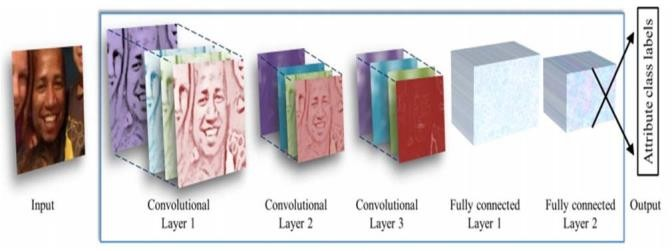 Attribute class labels
Input
Convolutional
Layer 1
Convolutional
Layer 2
Convolutional
Layer 3
Fully connected
Layer 1
Fully connected
Layer 2
Output